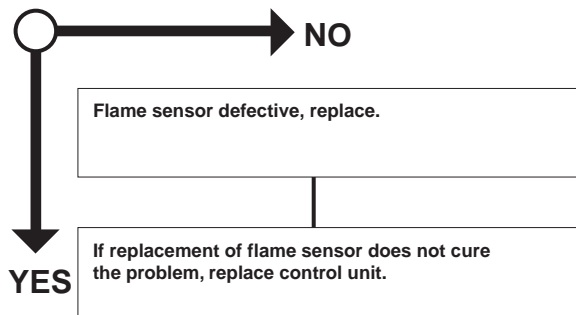 NO
Flame sensor defective, replace.
If replacement of flame sensor does not cure
the problem, replace control unit.
YES